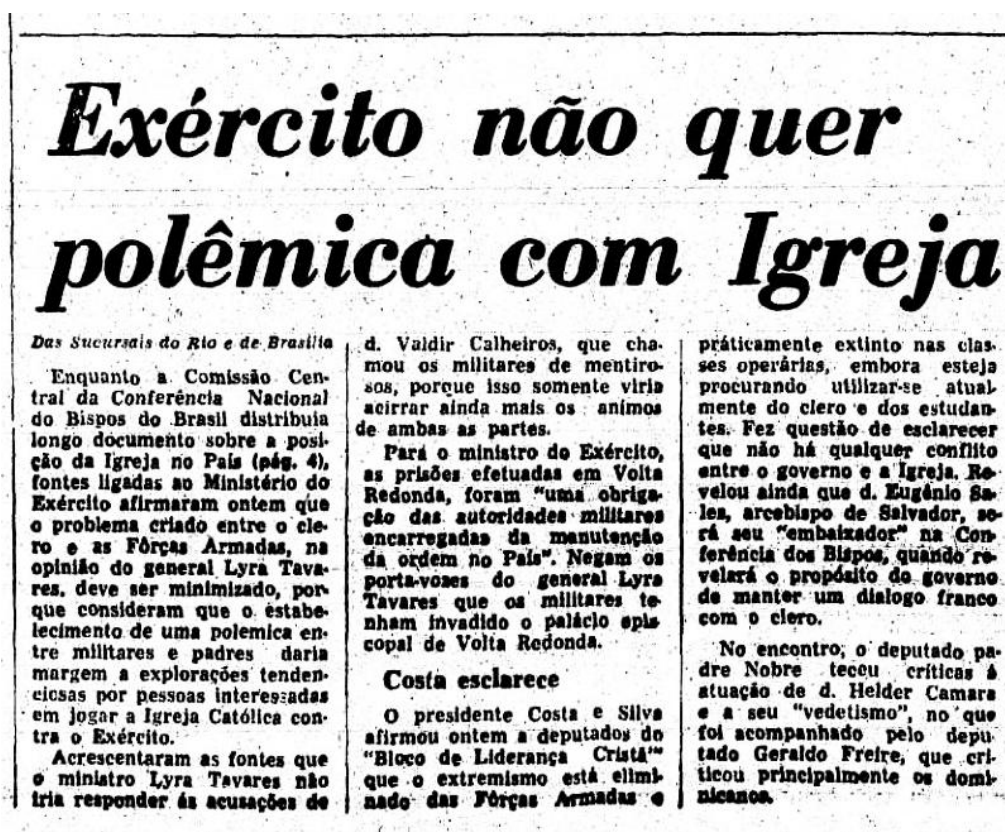 Exército não quer
polêmica com Igreja
Das Sucursais do Rio e de Brasília
Enquanto a Comissão Cen-
tral da Conferência Nacional
do Bispos do Brasil distribuia
longo documento sobre a posi-
ção da Igreja no País (pág. 4),
fontes ligadas ao Ministério do
Exército afirmaram ontem que
o problema criado entre o cle-
ro e as Fôrças Armadas, na
opinião do general Lyra Tava-
res, deve ser minimizado, por-
que consideram que o estabe-
lecimento de uma polemica en-
tre militares e padres daria
margem a explorações tenden-
ciosas por pessoas interessadas
em jogar a Igreja Católica con-
tra o Exército.
Acrescentaram as fontes que
o ministro Lyra Tavares não
iria responder ás acusações de
d. Valdir Calheiros, que cha-
mou os militares de mentiro-
sos, porque isso somente viria
acirrar ainda mais os animos
de ambas as partes.
Pará o ministro do Exército,
as prisões efetuadas em Volta
Redonda, foram "uma obriga-
ção das autoridades militares
encarregadas da manutenção
da ordem no País". Negam os
porta-vozes do general Lyra
Tavares que os militares te-
nham invadido o palácio epis
copal de Volta Redonda.
Costa esclarece
O presidente Costa e Silva
afirmou ontem a deputados do
"Bloco de Liderança Cristã"
que o extremismo está elimi-
nado das Fôrças Armadas e
práticamente extinto nas clas-
ses operárias, embora esteja
procurando utilizar-se atual-
mente do clero e dos estudan-
tes. Fez questão de esclarecer
que não há qualquer conflito
entre o governo e a Igreja. Re-
velou ainda que d. Eugênio Sa-
les, arcebispo de Salvador, se-
rá seu "embaixador" na Con-
ferência dos Bispos, quando re-
velará o propósito do governo
de manter um dialogo franco
com o clero.
No encontro, o deputado pa-
dre Nobre teceu críticas à
atuação de d. Helder Camara
e a seu "vedetismo", no que
foi acompanhado pelo depu-
tado Geraldo Freire, que cri-
ticou principalmente os domi-
nicanos.